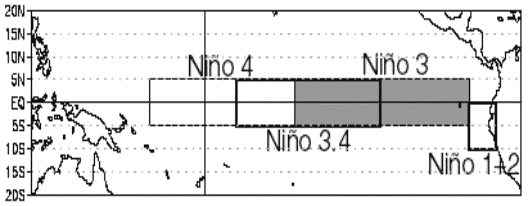 20N
15N
10N
5N
EQ
5S
10S
15S
20S
Niño 4
Niño 3
Niño 3.4
Niño 1+2